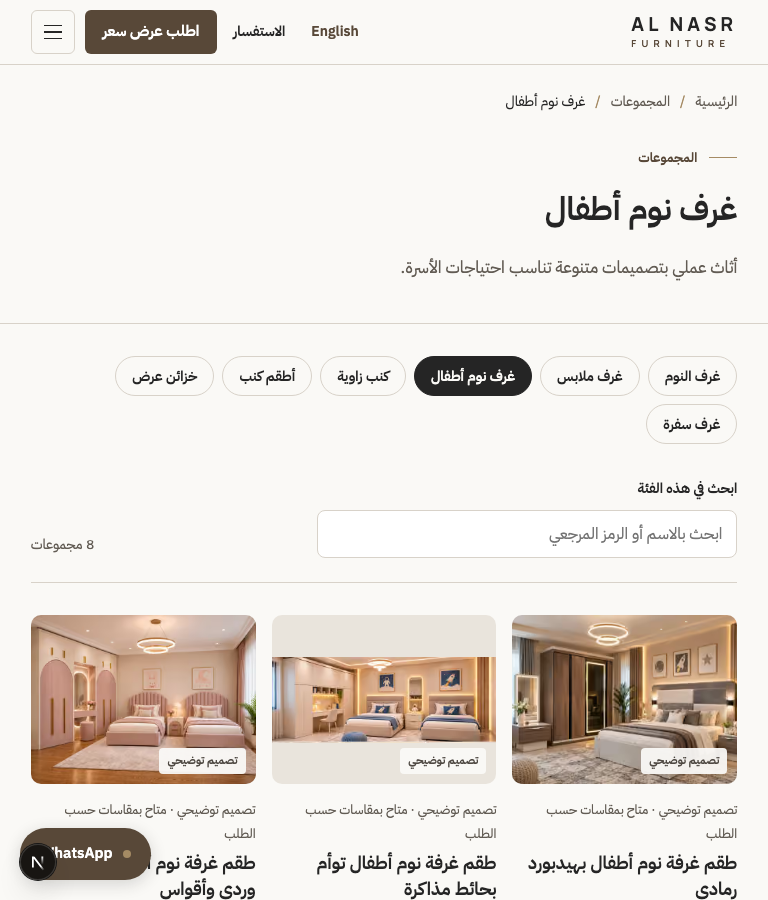 AL NASR
FURNITURE
English
الاستفسار
اطلب عرض سعر
الرئيسية / المجموعات / غرف نوم أطفال
المجموعات
غرف نوم أطفال
أثاث عملي بتصميمات متنوعة تناسب احتياجات الأسرة.
غرف النوم
غرف ملابس
غرف نوم أطفال
كنب زاوية
أطقم كنب
خزائن عرض
غرف سفرة
ابحث في هذه الفئة
ابحث بالاسم أو الرمز المرجعي
8 مجموعات
تصميم توضيحي
تصميم توضيحي · متاح بمقاسات حسب
الطلب
طقم غرفة نوم أطفال بهيدبورد
رمادي
تصميم توضيحي
تصميم توضيحي · متاح بمقاسات حسب
الطلب
طقم غرفة نوم أطفال توأم
بحائط مذاكرة
تصميم توضيحي
تصميم توضيحي · متاح بمقاسات حسب
الطلب
طقم غرفة نوم
وردي وأقواس
hatsApp
N